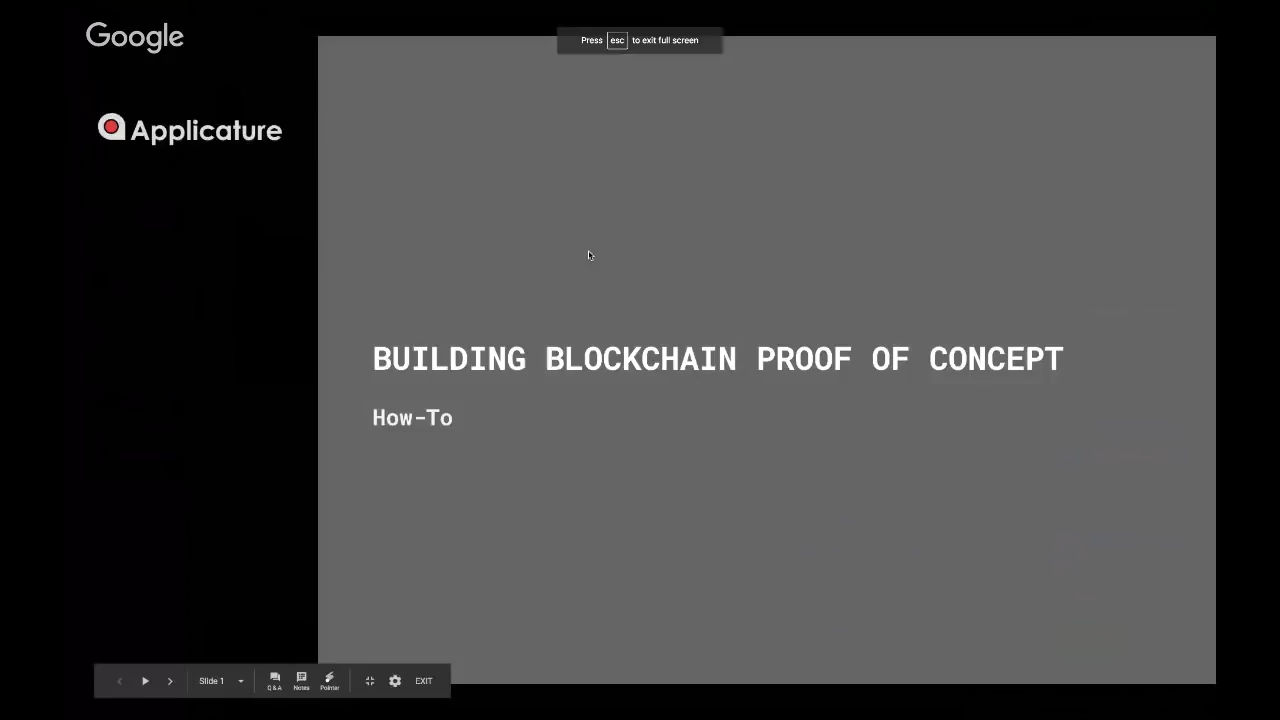 Google
Press esc to exit full screen
Applicature
BUILDING BLOCKCHAIN PROOF OF CONCEPT
How-To
Slide 1
Q&A
Notes
Pointer
EXIT